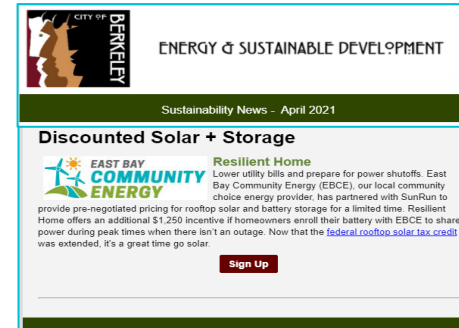 CITY OF
BERKELEY
ENERGY & SUSTAINABLE DEVELOPMENT
Sustainability News - April 2021
Discounted Solar + Storage
EAST BAY
COMMUNITY
ENERGY
Resilient Home
Lower utility bills and prepare for power shutoffs. East
Bay Community Energy (EBCE), our local community
choice energy provider, has partnered with SunRun to
provide pre-negotiated pricing for rooftop solar and battery storage for a limited time. Resilient
Home offers an additional $1,250 incentive if homeowners enroll their battery with EBCE to share
power during peak times when there isn't an outage. Now that the federal rooftop solar tax credit
was extended, it's a great time go solar.
Sign Up